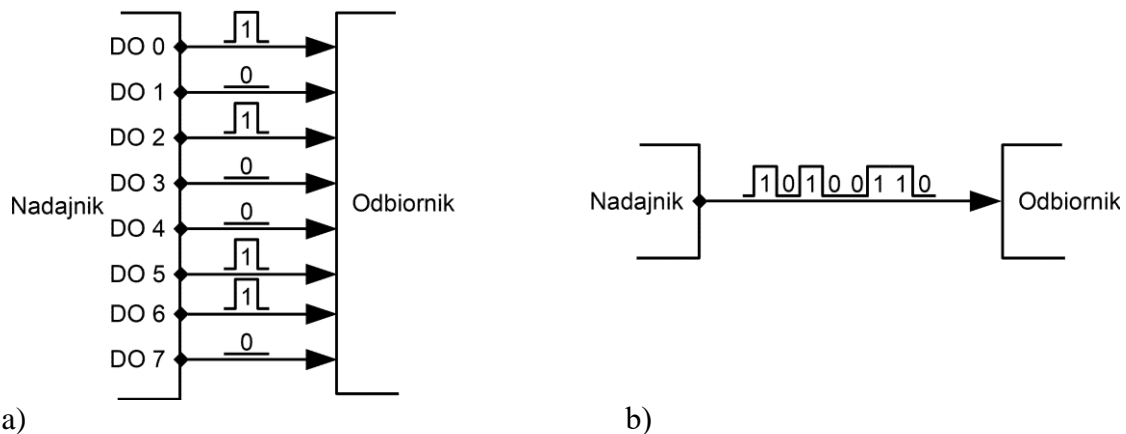 DO 0 1
DO 1 0
DO 2 1
DO 3 0
Nadajnik Odbiornik
DO 4 0
DO 5 1
DO 6 1
DO 7 0
a)
Nadajnik 1 0 1 0 0 1 1 0 Odbiornik
b)